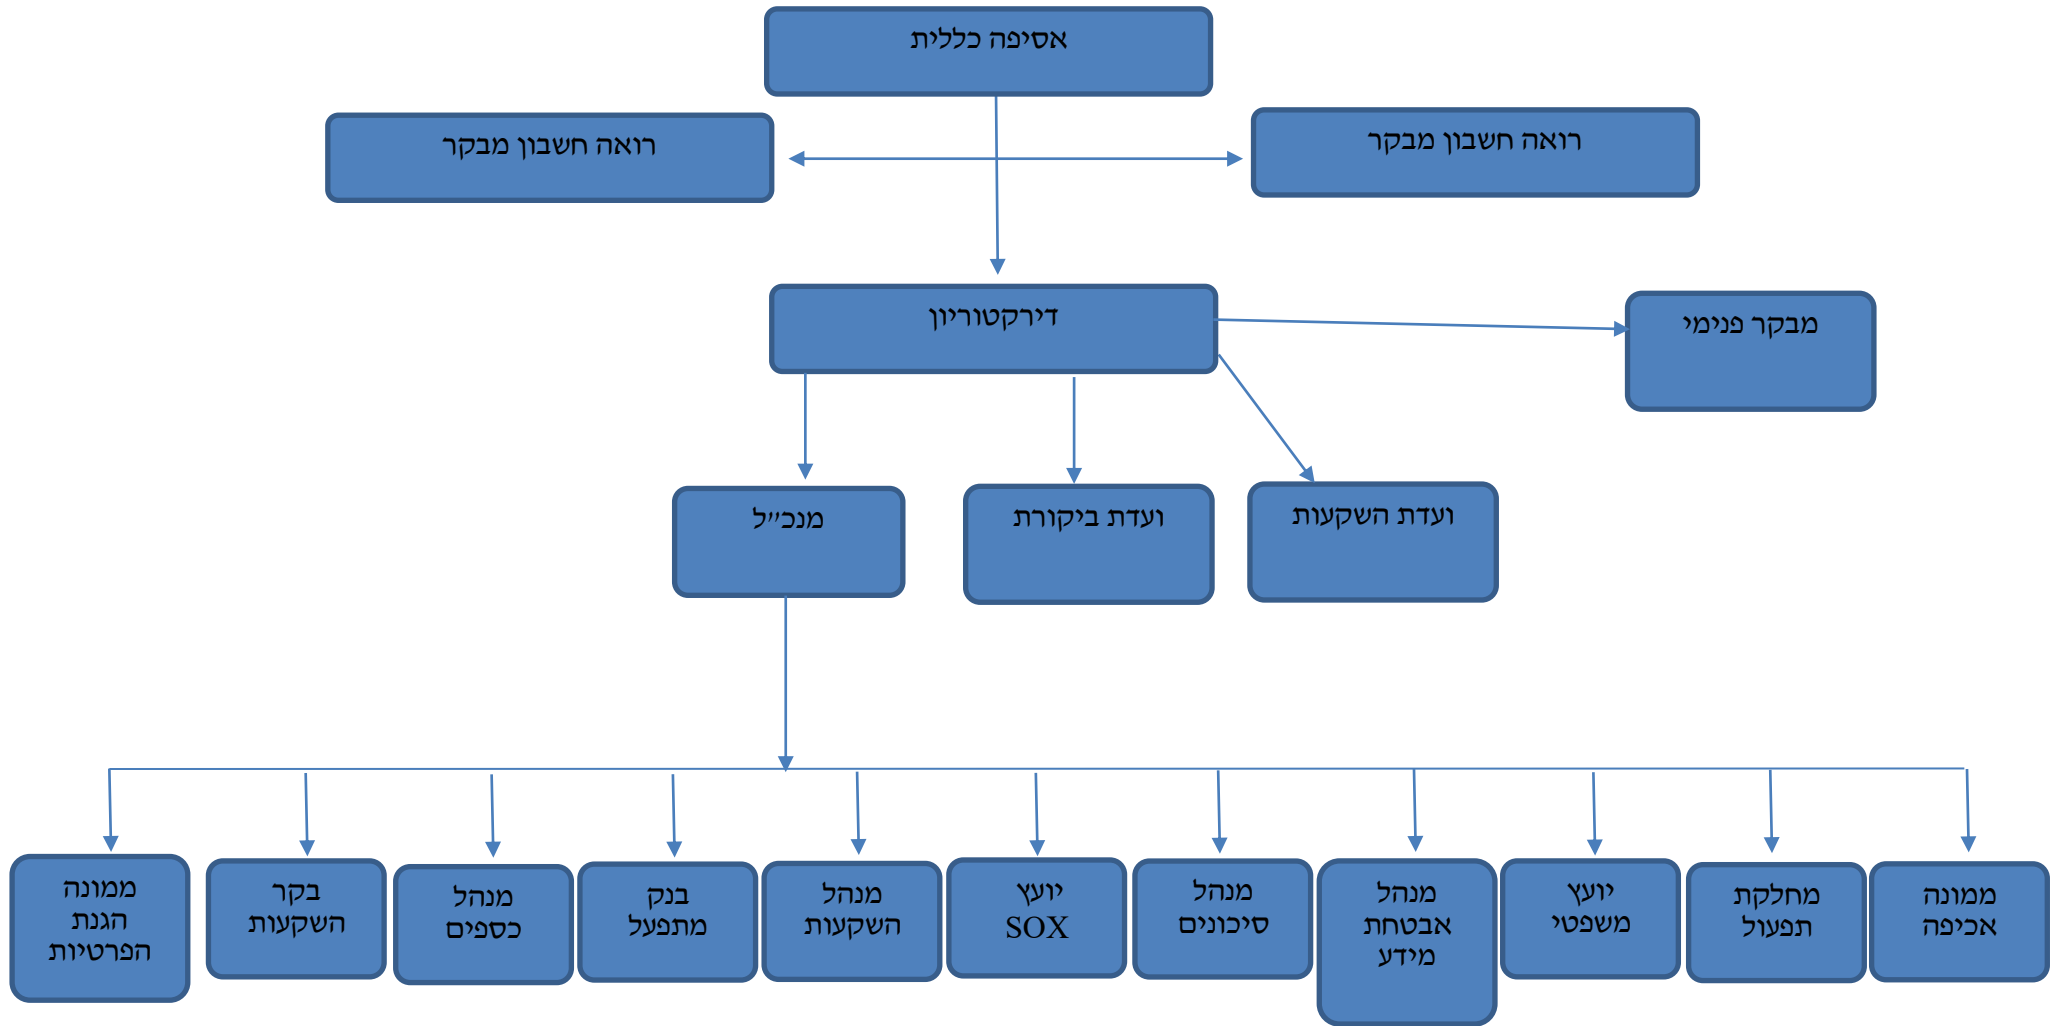 אסיפה כללית
רואה חשבון מבקר
רואה חשבון מבקר
דירקטוריון
מבקר פנימי
ועדת השקעות
ועדת ביקורת
מנכ"ל
ממונה
אכיפה
מחלקת
תפעול
יועץ
משפטי
מנהל
אבטחת
מידע
מנהל
סיכונים
יועץ
SOX
מנהל
השקעות
בנק
מתפעל
מנהל
כספים
בקר
השקעות
ממונה
הגנת
הפרטיות